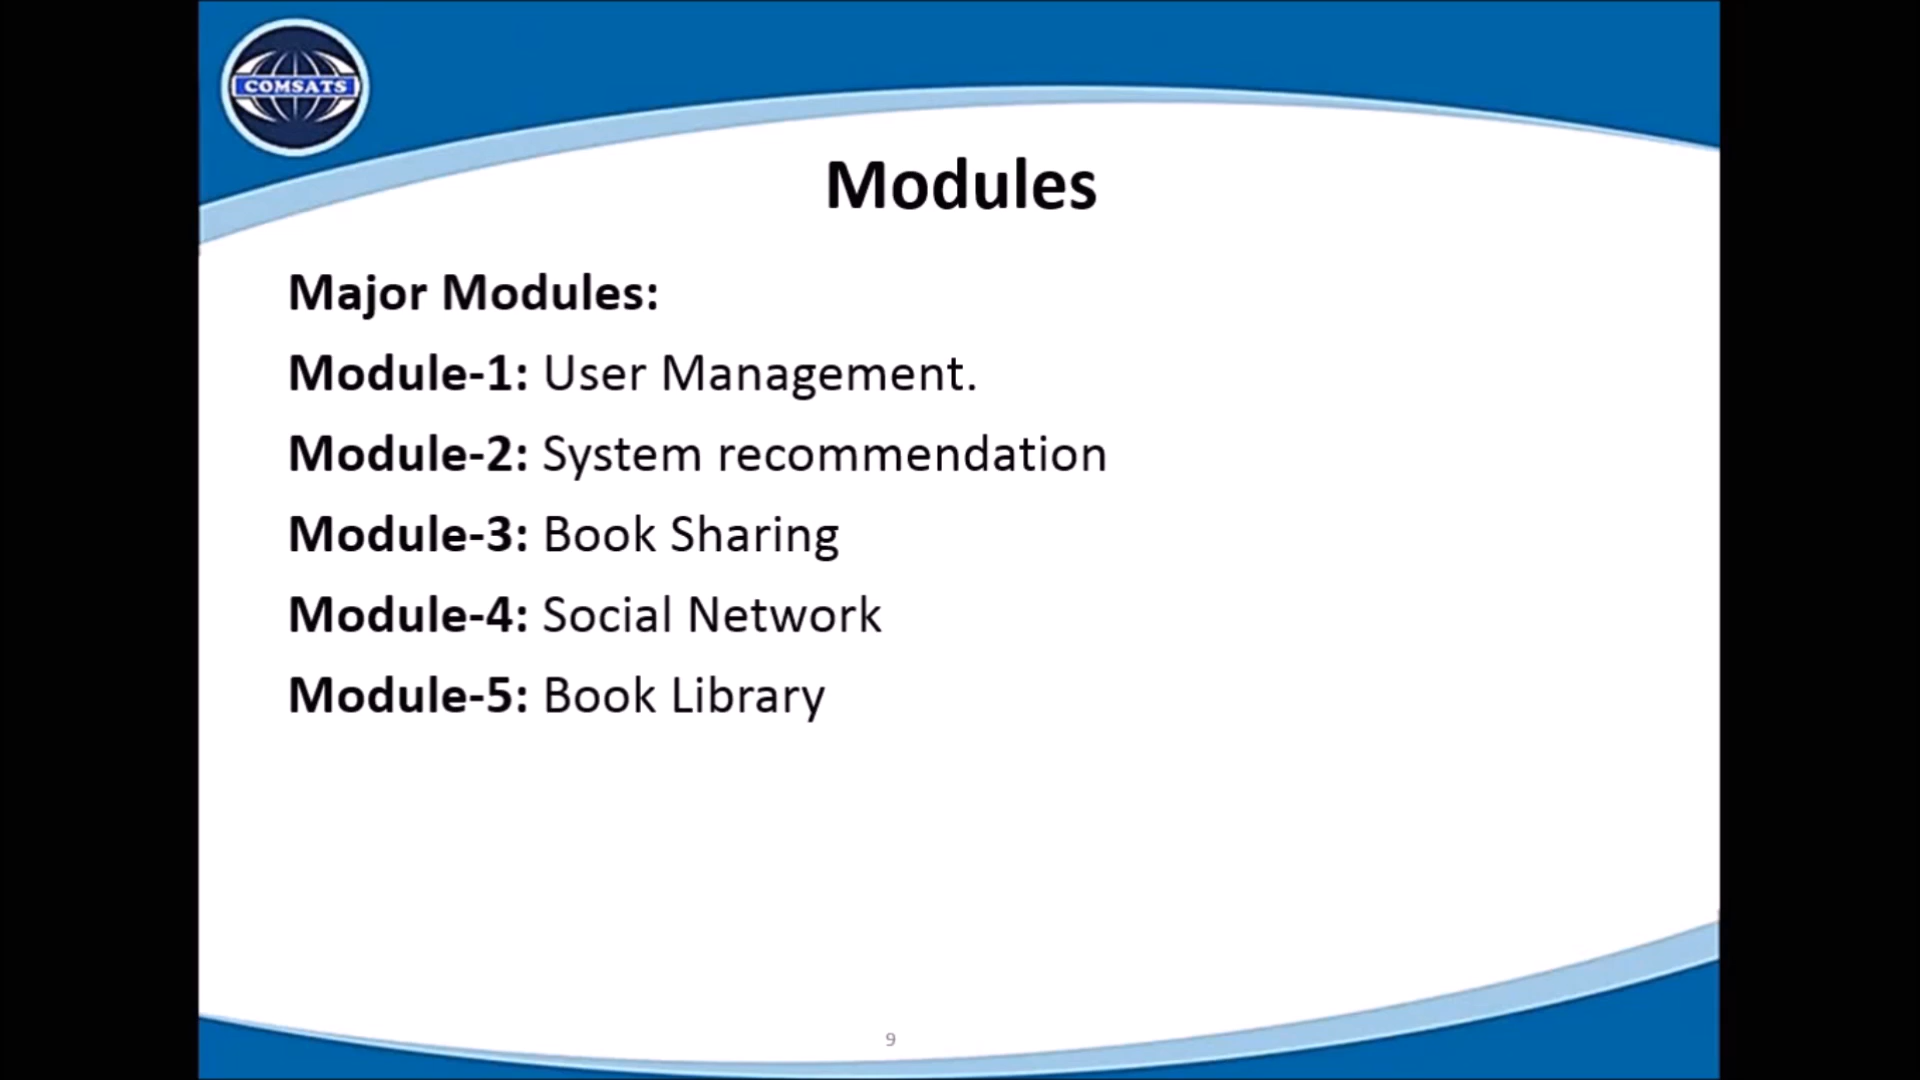 COMSATS
Modules
Major Modules:
Module-1: User Management.
Module-2: System recommendation
Module-3: Book Sharing
Module-4: Social Network
Module-5: Book Library
9